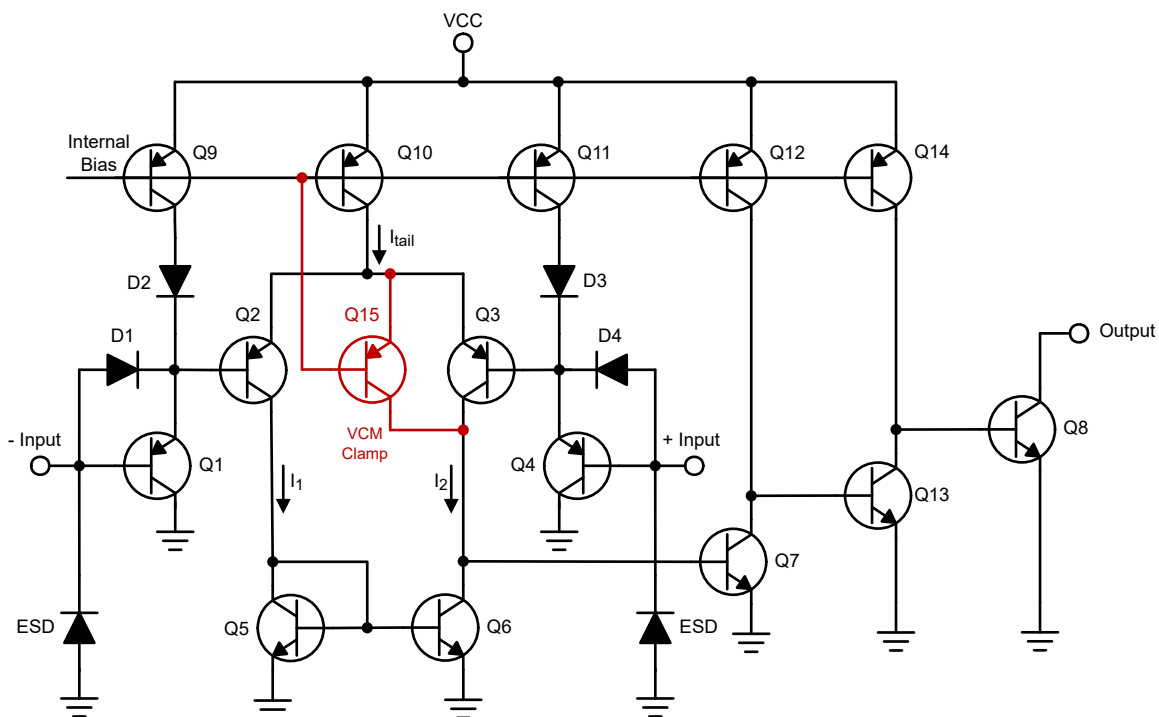 VCC
Internal
Bias
Q9
Q10
Q11
Q12
Q14
Itail
D2
D3
Q2
Q15
Q3
D1
D4
Output
VCM
Clamp
- Input
Q1
Q4
+ Input
Q8
I1
I2
Q13
Q7
ESD
Q5
Q6
ESD